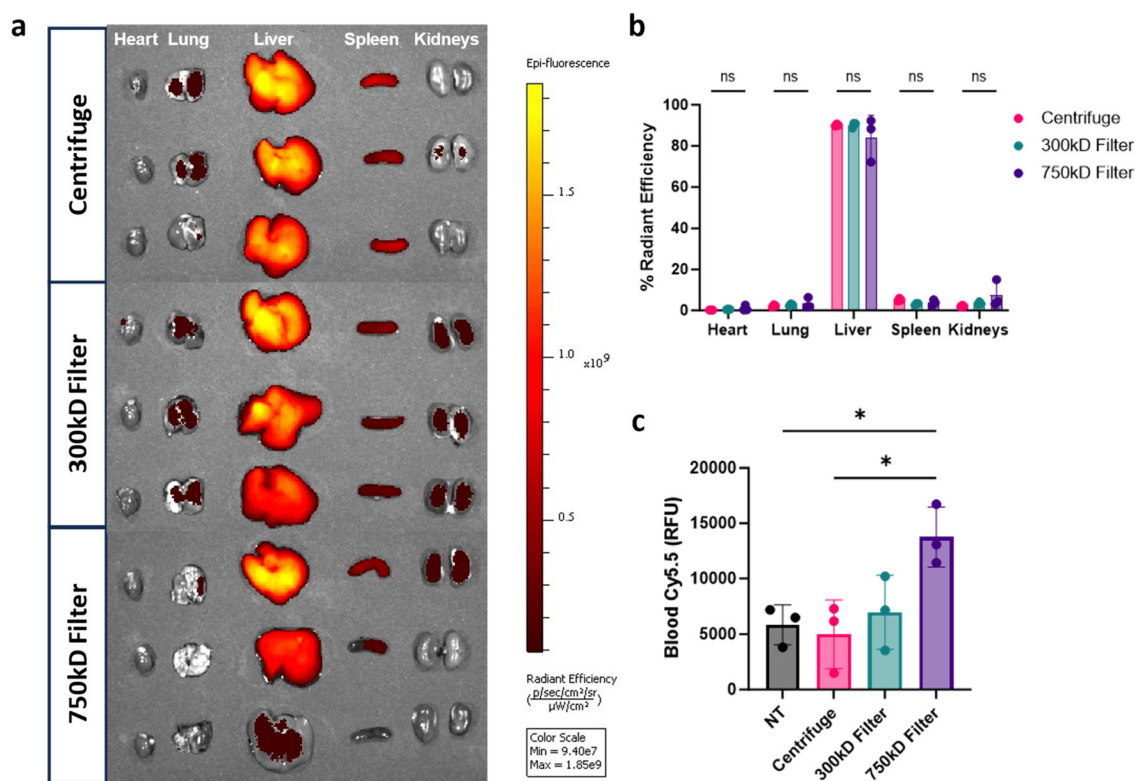 a
Heart Lung Liver Spleen Kidneys
Centrifuge
300kD Filter
750kD Filter
Epi-fluorescence
1.5
1.0
x10⁹
0.5
Radiant Efficiency
(p/sec/cm²/sr
µW/cm²)
Color Scale
Min = 9.40e7
Max = 1.85e9
b
ns ns ns ns ns
% Radiant Efficiency
100
80
60
40
20
0
Heart Lung Liver Spleen Kidneys
Centrifuge
300kD Filter
750kD Filter
c
*
*
Blood Cy5.5 (RFU)
20000
15000
10000
5000
0
NT
Centrifuge
300kD Filter
750kD Filter